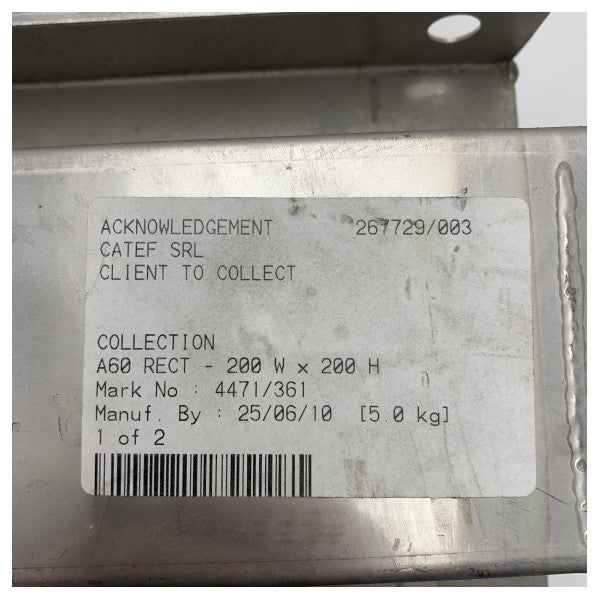 ACKNOWLEDGEMENT 267729/003
CATEF SRL
CLIENT TO COLLECT
COLLECTION
A60 RECT - 200 W x 200 H
Mark No : 4471/361
Manuf. By : 25/06/10 [5.0 kg]
1 of 2